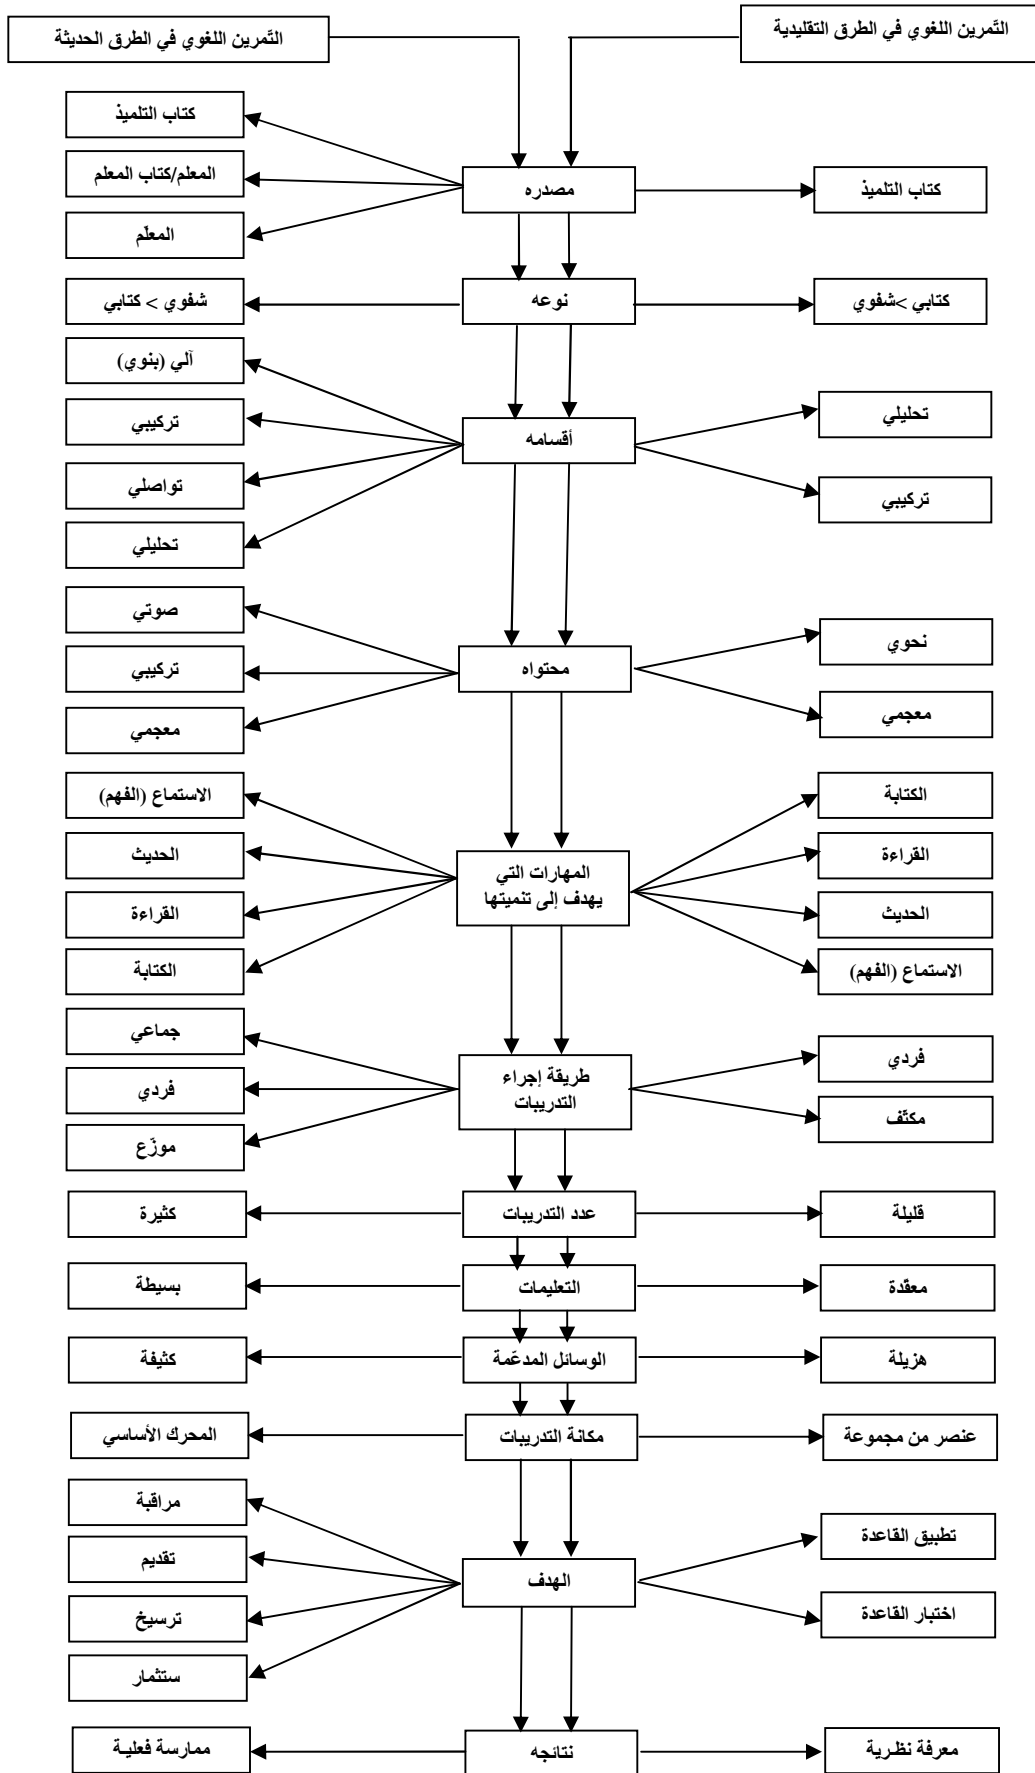 التّمرين اللغوي في الطرق التقليدية
التّمرين اللغوي في الطرق الحديثة
كتاب التلميذ
مصدره
كتاب التلميذ
المعلم/كتاب المعلم
المعلّم
كتابي >شفوي
نوعه
شفوي > كتابي
تحليلي
تركيبي
أقسامه
آلي (بنوي)
تركيبي
تواصلي
تحليلي
نحوي
معجمي
محتواه
صوتي
تركيبي
معجمي
الكتابة
القراءة
الحديث
الاستماع (الفهم)
المهارات التي
يهدف إلى تنميتها
الاستماع (الفهم)
الحديث
القراءة
الكتابة
فردي
مكثّف
طريقة إجراء
التدريبات
جماعي
فردي
موزّع
قليلة
عدد التدريبات
كثيرة
معقّدة
التعليمات
بسيطة
هزيلة
الوسائل المدعّمة
كثيفة
عنصر من مجموعة
مكانة التدريبات
المحرك الأساسي
تطبيق القاعدة
اختبار القاعدة
الهدف
مراقبة
تقديم
ترسيخ
ستثمار
معرفة نظرية
نتائجه
ممارسة فعلية